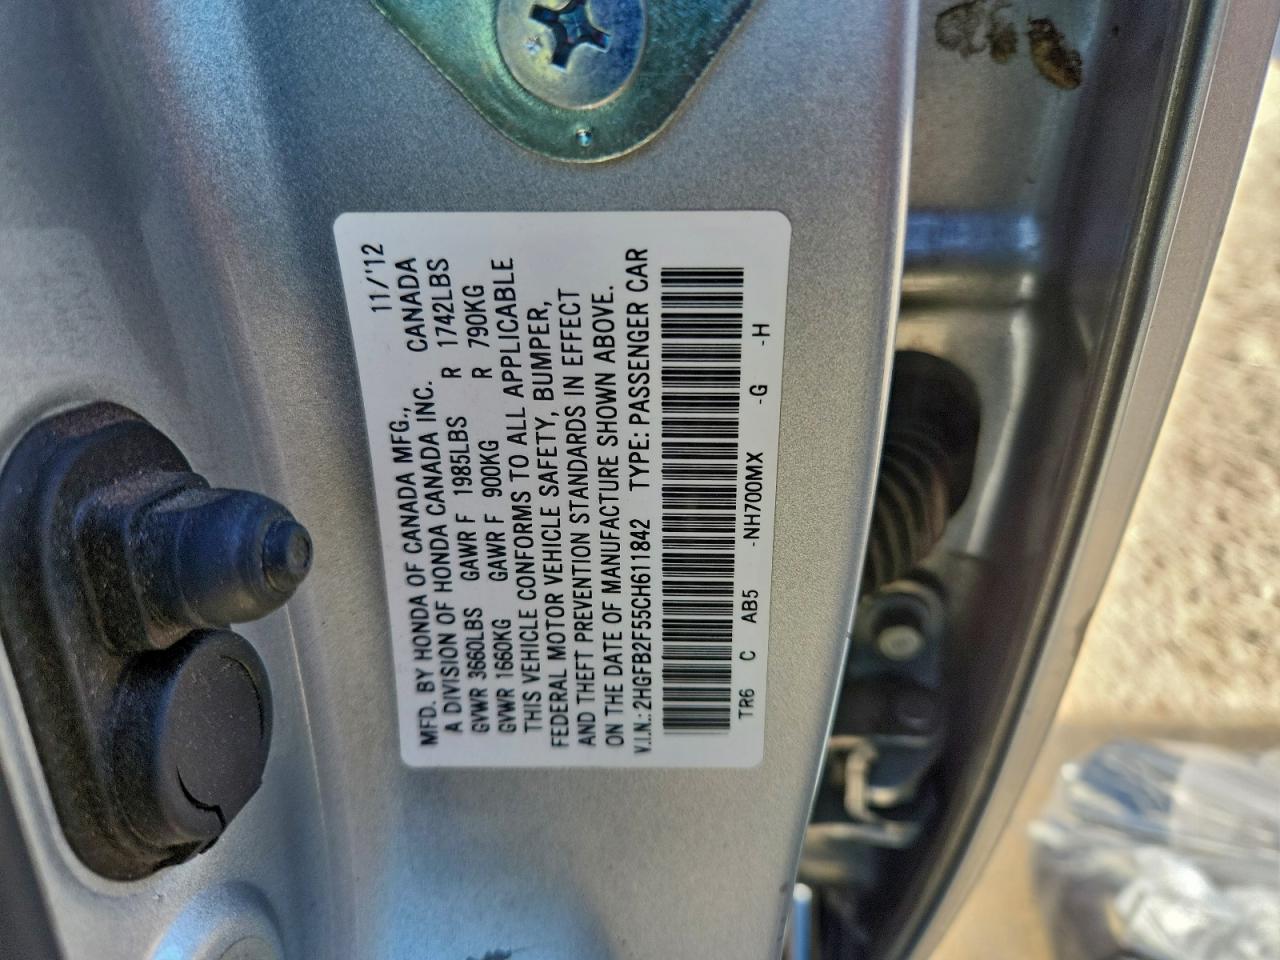 11/'12
MFD. BY HONDA OF CANADA MFG., CANADA
A DIVISION OF HONDA CANADA INC.
GVWR 3660LBS GAWR F 1985LBS R 1742LBS
GVWR 1660KG GAWR F 900KG R 790KG
THIS VEHICLE CONFORMS TO ALL APPLICABLE
FEDERAL MOTOR VEHICLE SAFETY, BUMPER,
AND THEFT PREVENTION STANDARDS IN EFFECT
ON THE DATE OF MANUFACTURE SHOWN ABOVE.
V.I.N.: 2HGFB2F55CH611842 TYPE: PASSENGER CAR
TR6 C AB5 -NH700MX -G -H